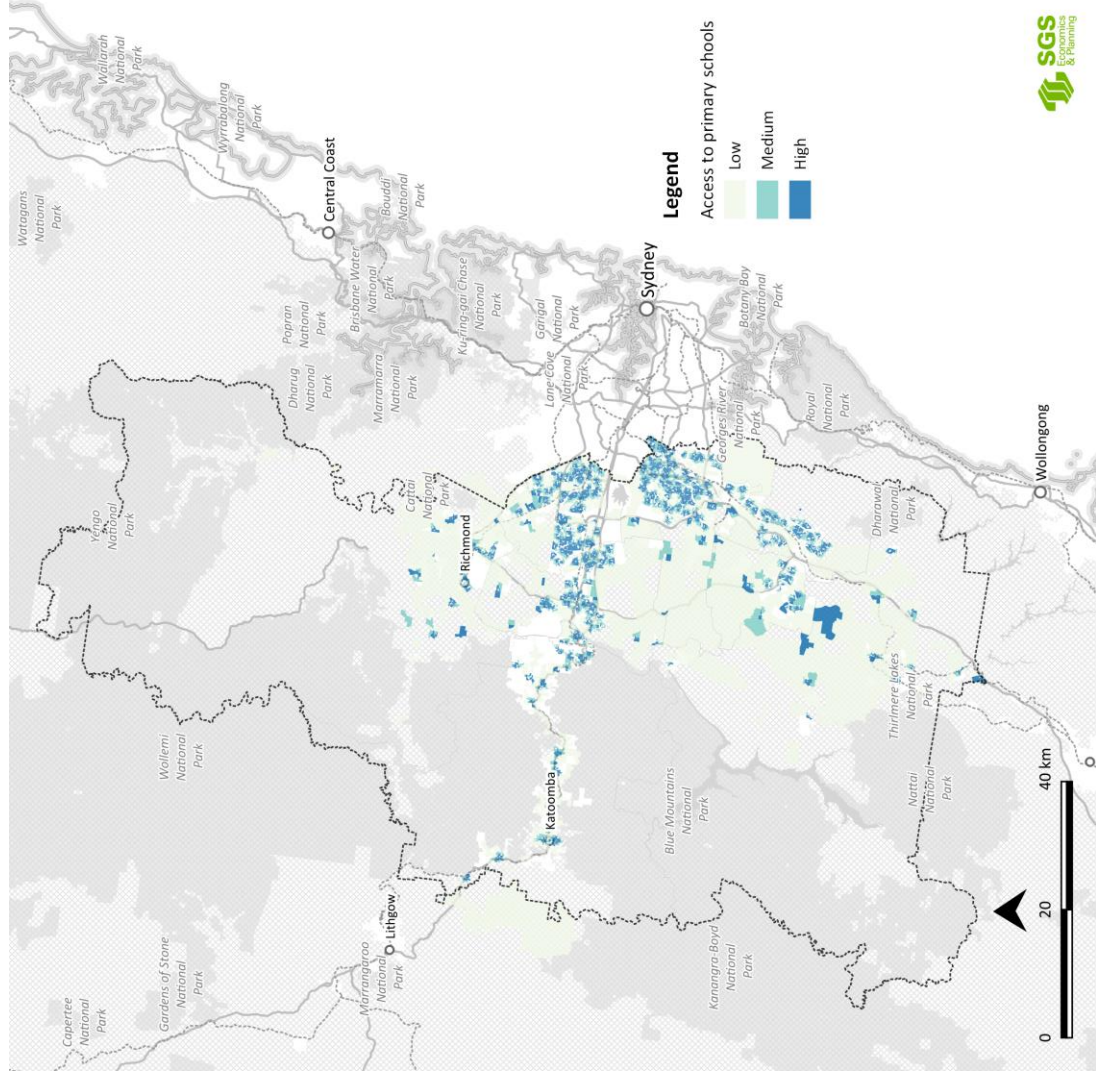 Capertee
National
Park
Gardens of Stone
National
Park
Marrangaroo
National
Park
Lithgow
Wollemi
National
Park
Yengo
National
Park
Watagans
National
Park
Wallarah
National
Park
Wyrrabalong
National
Park
Central Coast
Dharug
National
Park
Popran
National
Park
Brisbane Water
National
Park
Bouddi
National
Park
Marramarra
National
Park
Ku-ring-gai Chase
National
Park
Cattai
National
Park
Richmond
Garigal
National
Park
Lane Cove
National
Park
Katoomba
Sydney
Blue Mountains
National
Park
Kanangra-Boyd
National
Park
Georges River
National
Park
Botany Bay
National
Park
Royal
National
Park
Thirlmere Lakes
National
Park
Dharawal
National
Park
Nattai
National
Park
Wollongong
Legend
Access to primary schools
Low
Medium
High
0 20 40 km
SGS
Economics
& Planning